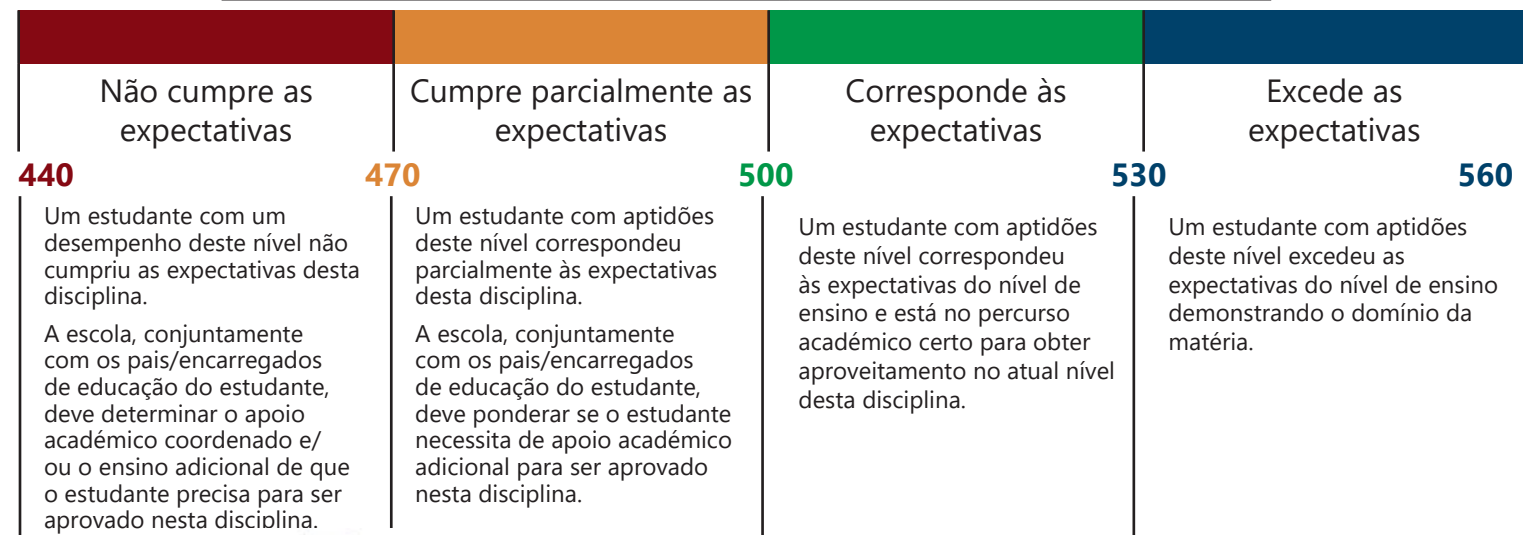 Não cumpre as
expectativas
Cumpre parcialmente as
expectativas
Corresponde às
expectativas
Excede as
expectativas
440
470
500
530
560
Um estudante com um
desempenho deste nível não
cumpriu as expectativas desta
disciplina.
A escola, conjuntamente
com os pais/encarregados
de educação do estudante,
deve determinar o apoio
académico coordenado e/
ou o ensino adicional de que
o estudante precisa para ser
aprovado nesta disciplina.
Um estudante com aptidões
deste nível correspondeu
parcialmente às expectativas
desta disciplina.
A escola, conjuntamente
com os pais/encarregados
de educação do estudante,
deve ponderar se o estudante
necessita de apoio académico
adicional para ser aprovado
nesta disciplina.
Um estudante com aptidões
deste nível correspondeu
às expectativas do nível de
ensino e está no percurso
académico certo para obter
aproveitamento no atual nível
desta disciplina.
Um estudante com aptidões
deste nível excedeu as
expectativas do nível de ensino
demonstrando o domínio da
matéria.